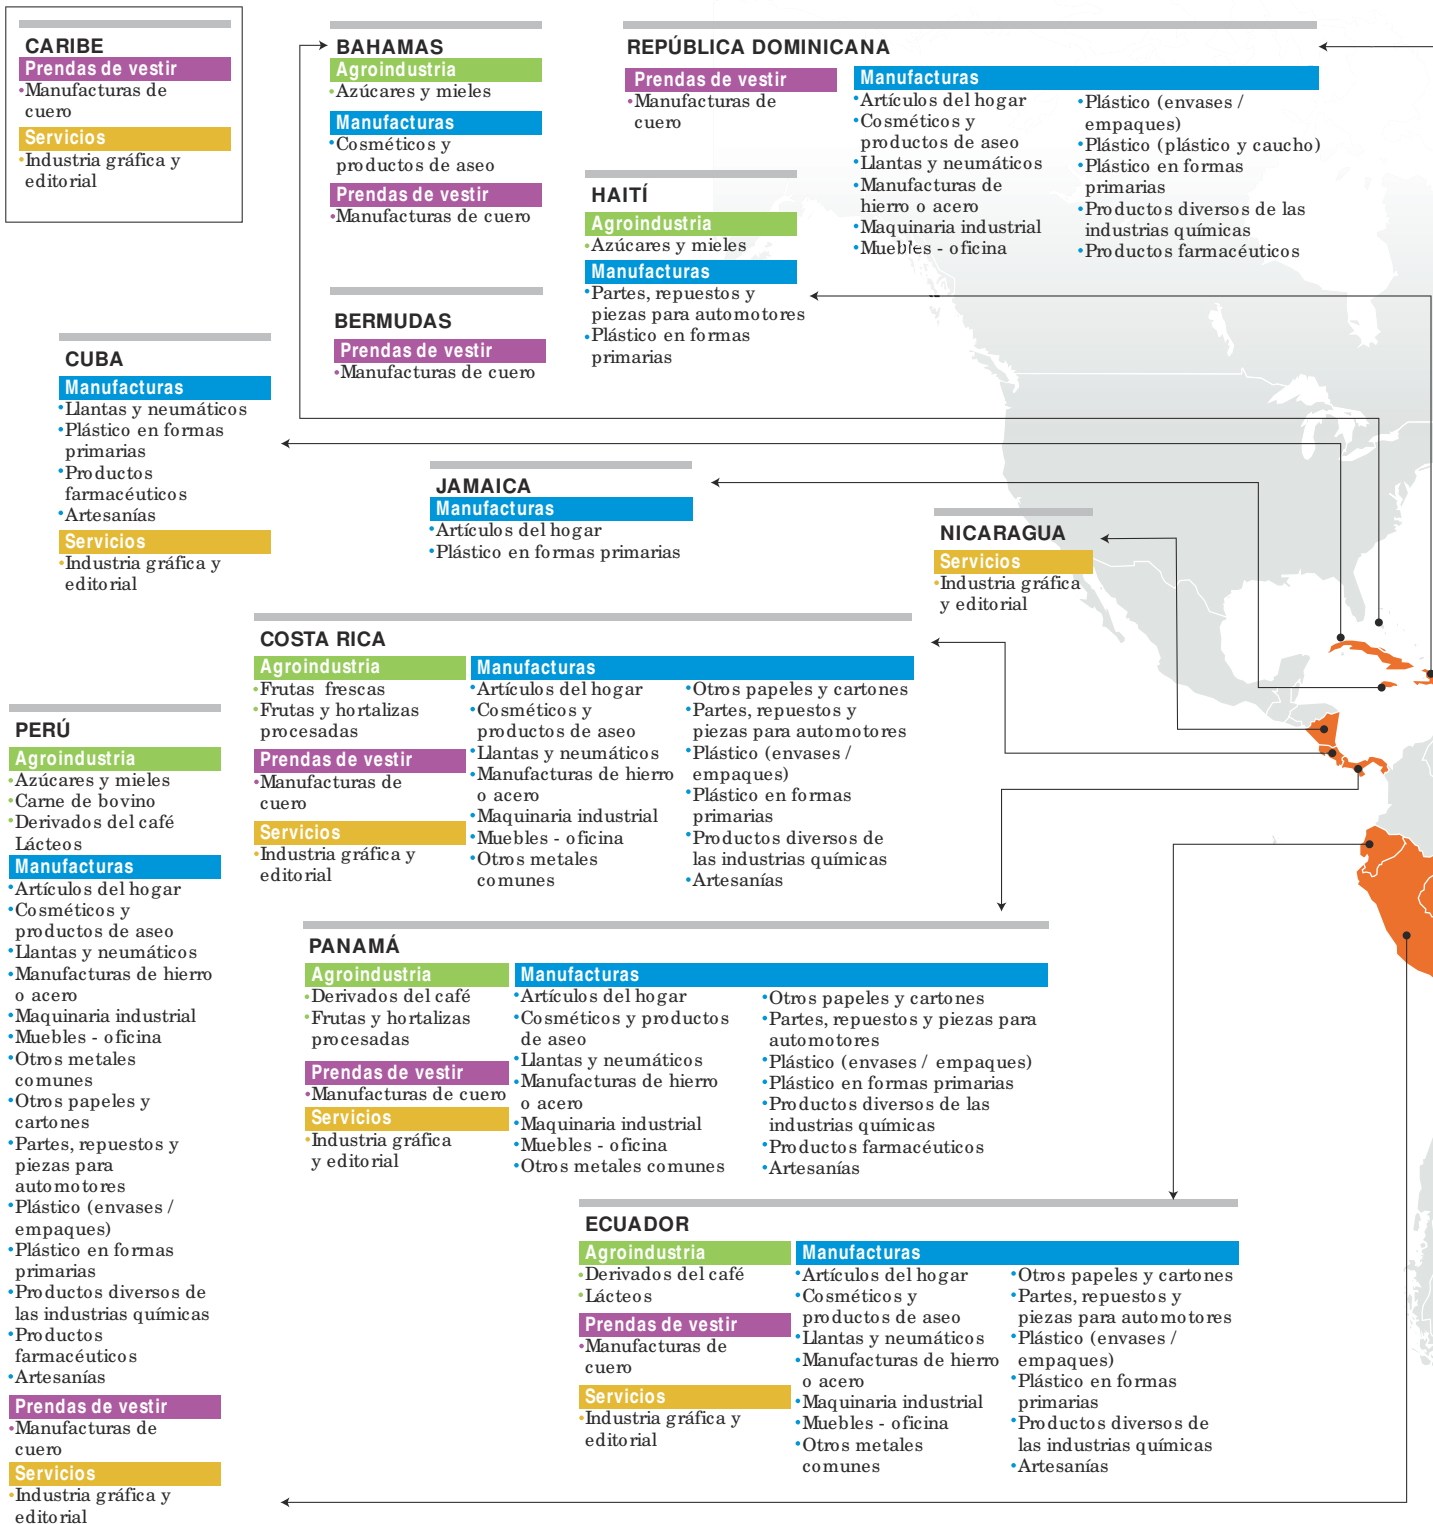 CARIBE
Prendas de vestir
•Manufacturas de
cuero
Servicios
•Industria gráfica y
editorial
BAHAMAS
Agroindustria
•Azúcares y mieles
Manufacturas
•Cosméticos y
productos de aseo
Prendas de vestir
•Manufacturas de cuero
REPÚBLICA DOMINICANA
Prendas de vestir
•Manufacturas de
cuero
Manufacturas
•Artículos del hogar
•Cosméticos y
productos de aseo
•Llantas y neumáticos
•Manufacturas de
hierro o acero
•Maquinaria industrial
•Muebles - oficina
•Plástico (envases /
empaques)
•Plástico (plástico y caucho)
•Plástico en formas
primarias
•Productos diversos de las
industrias químicas
•Productos farmacéuticos
HAITÍ
Agroindustria
•Azúcares y mieles
Manufacturas
•Partes, repuestos y
piezas para automotores
•Plástico en formas
primarias
BERMUDAS
Prendas de vestir
•Manufacturas de cuero
CUBA
Manufacturas
•Llantas y neumáticos
•Plástico en formas
primarias
•Productos
farmacéuticos
•Artesanías
Servicios
•Industria gráfica y
editorial
JAMAICA
Manufacturas
•Artículos del hogar
•Plástico en formas primarias
NICARAGUA
Servicios
•Industria gráfica
y editorial
COSTA RICA
Agroindustria
•Frutas frescas
•Frutas y hortalizas
procesadas
Prendas de vestir
•Manufacturas de
cuero
Servicios
•Industria gráfica y
editorial
Manufacturas
•Artículos del hogar
•Cosméticos y
productos de aseo
•Llantas y neumáticos
•Manufacturas de hierro
o acero
•Maquinaria industrial
•Muebles - oficina
•Otros metales
comunes
•Otros papeles y cartones
•Partes, repuestos y
piezas para automotores
•Plástico (envases /
empaques)
•Plástico en formas
primarias
•Productos diversos de
las industrias químicas
•Artesanías
PERÚ
Agroindustria
•Azúcares y mieles
•Carne de bovino
•Derivados del café
Lácteos
Manufacturas
•Artículos del hogar
•Cosméticos y
productos de aseo
•Llantas y neumáticos
•Manufacturas de hierro
o acero
•Maquinaria industrial
•Muebles - oficina
•Otros metales
comunes
•Otros papeles y
cartones
•Partes, repuestos y
piezas para
automotores
•Plástico (envases /
empaques)
•Plástico en formas
primarias
•Productos diversos de
las industrias químicas
•Productos
farmacéuticos
•Artesanías
Prendas de vestir
•Manufacturas de
cuero
Servicios
•Industria gráfica y
editorial
PANAMÁ
Agroindustria
•Derivados del café
•Frutas y hortalizas
procesadas
Prendas de vestir
•Manufacturas de cuero
Servicios
•Industria gráfica
y editorial
Manufacturas
•Artículos del hogar
•Cosméticos y productos
de aseo
•Llantas y neumáticos
•Manufacturas de hierro
o acero
•Maquinaria industrial
•Muebles - oficina
•Otros metales comunes
•Otros papeles y cartones
•Partes, repuestos y piezas para
automotores
•Plástico (envases / empaques)
•Plástico en formas primarias
•Productos diversos de las
industrias químicas
•Productos farmacéuticos
•Artesanías
ECUADOR
Agroindustria
•Derivados del café
•Lácteos
Prendas de vestir
•Manufacturas de
cuero
Servicios
•Industria gráfica y
editorial
Manufacturas
•Artículos del hogar
•Cosméticos y
productos de aseo
•Llantas y neumáticos
•Manufacturas de hierro
o acero
•Maquinaria industrial
•Muebles - oficina
•Otros metales
comunes
•Otros papeles y cartones
•Partes, repuestos y
piezas para automotores
•Plástico (envases /
empaques)
•Plástico en formas
primarias
•Productos diversos de
las industrias químicas
•Artesanías